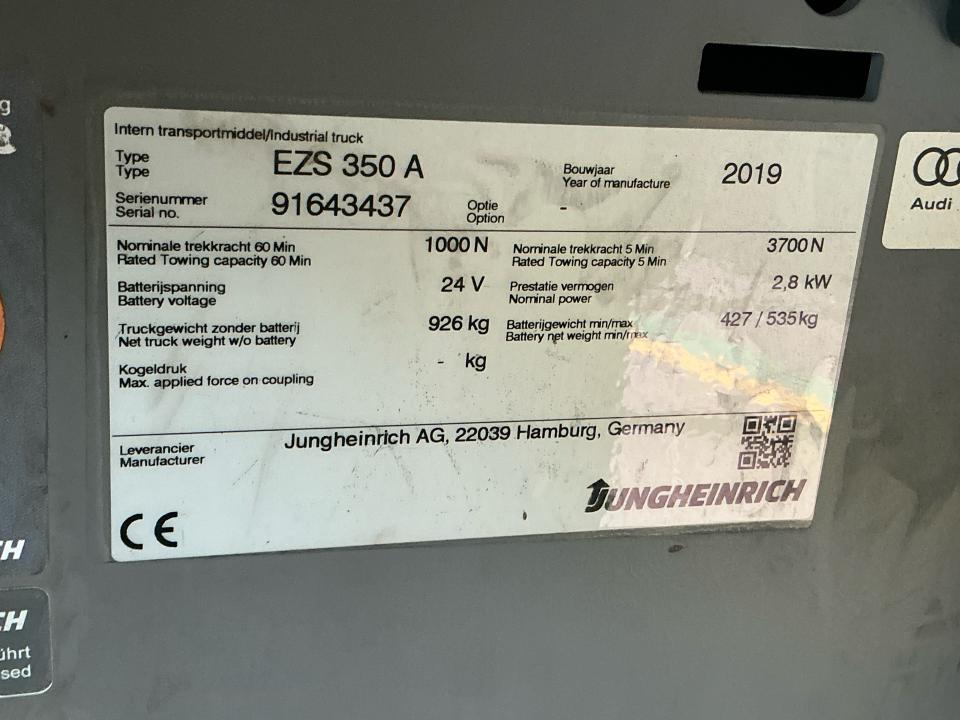 Intern transportmiddel/Industrial truck
Type
Type
EZS 350 A
Bouwjaar
Year of manufacture
2019
Serienummer
Serial no.
91643437
Optie
Option
-
Nominale trekkracht 60 Min
Rated Towing capacity 60 Min
1000 N
Nominale trekkracht 5 Min
Rated Towing capacity 5 Min
3700 N
Batterijspanning
Battery voltage
24 V
Prestatie vermogen
Nominal power
2,8 kW
Truckgewicht zonder batterij
Net truck weight w/o battery
926 kg
Batterijgewicht min/max
Battery net weight min/max
427 / 535 kg
Kogeldruk
Max. applied force on coupling
- kg
Leverancier
Manufacturer
Jungheinrich AG, 22039 Hamburg, Germany
JUNGHEINRICH
CE
Audi